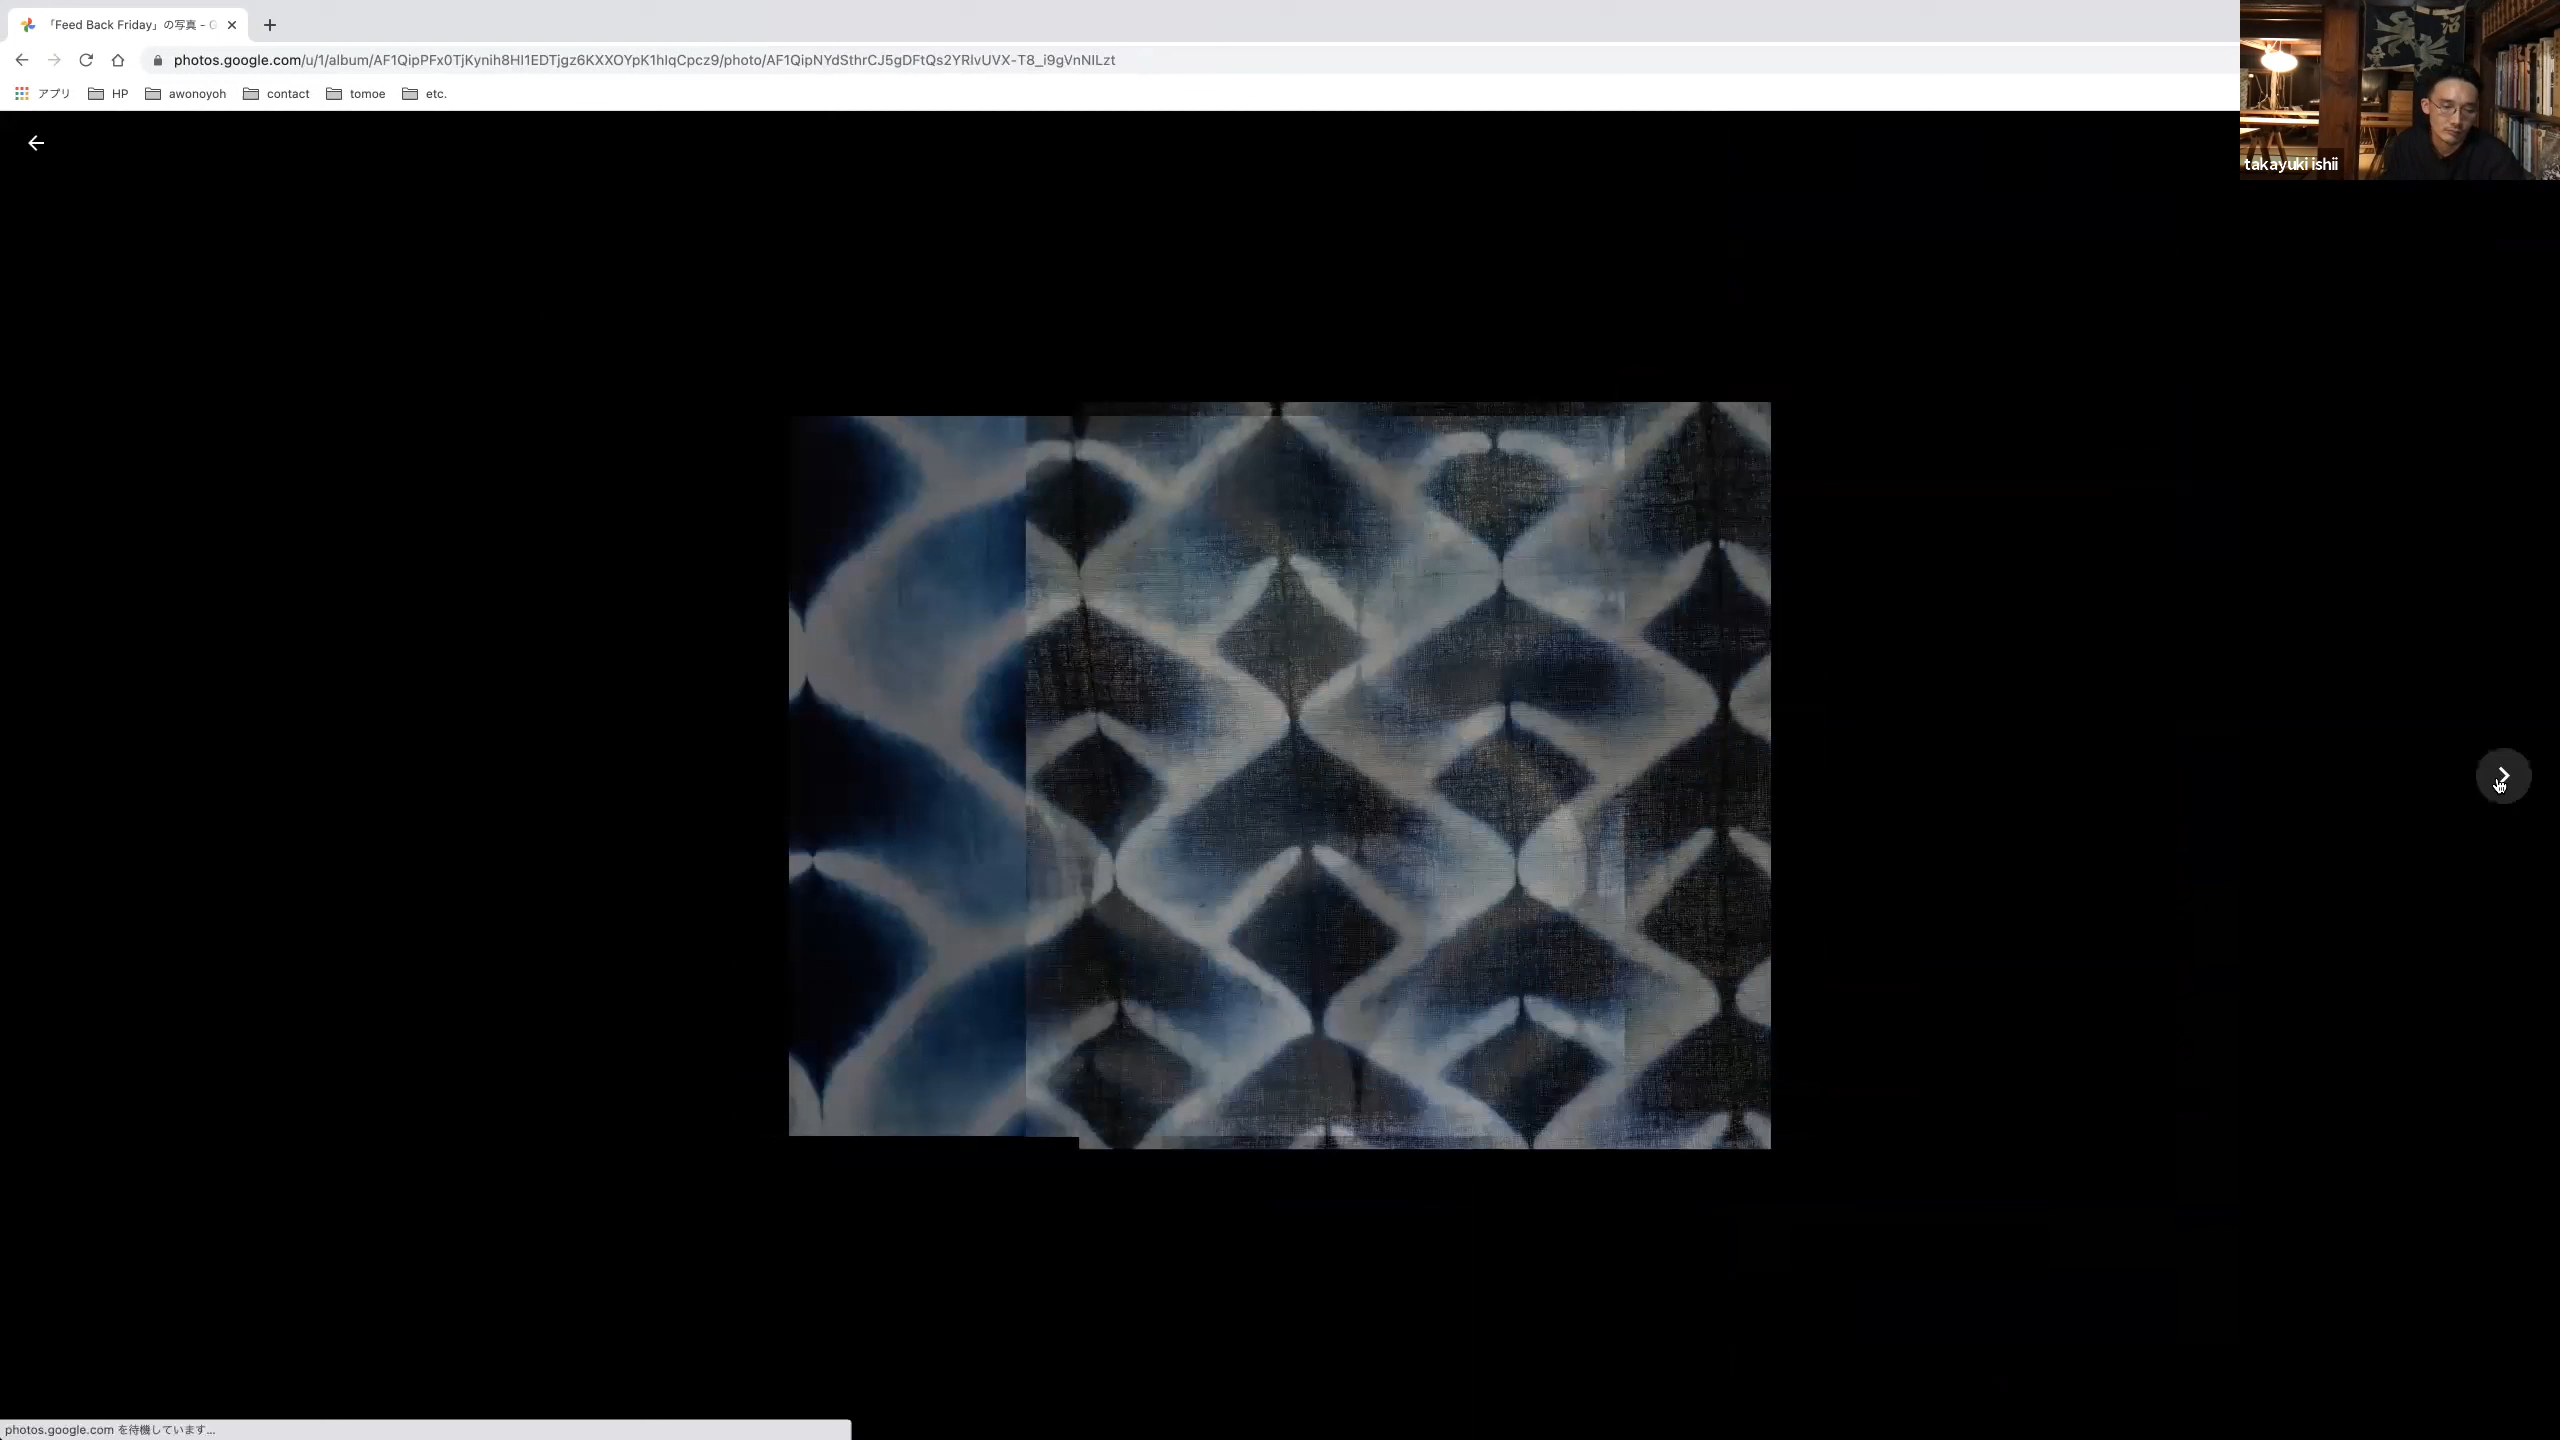 「Feed Back Friday」の写真 - G
photos.google.com/u/1/album/AF1QipPFx0TjKynih8HI1EDTjgz6KXXOYpK1hIqCpcz9/photo/AF1QipNYdSthrCJ5gDFtQs2YRlvUVX-T8_i9gVnNILzt
アプリ HP awonoyoh contact tomoe etc.
takayuki ishii
photos.google.com を待機しています...